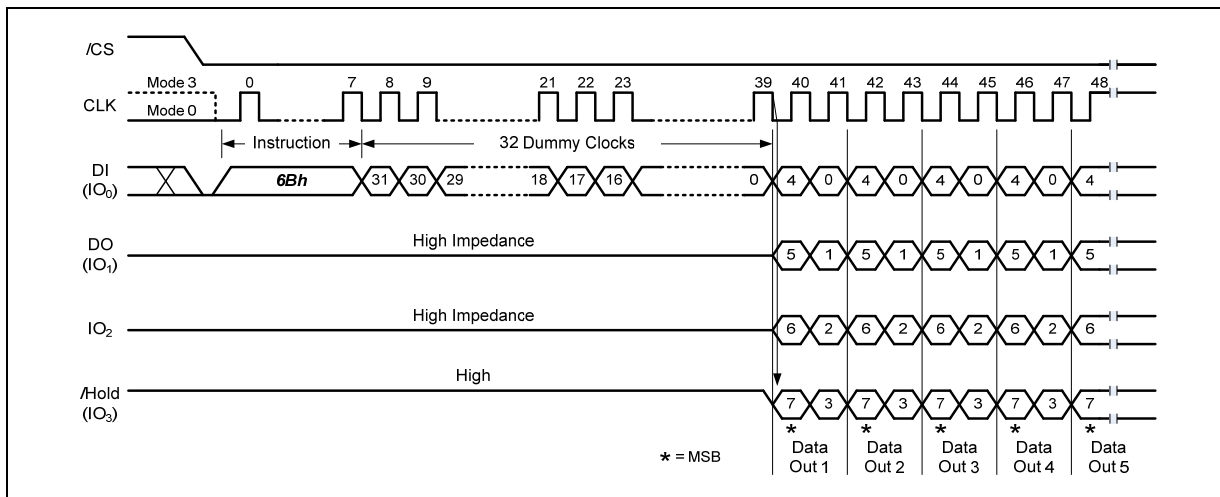 /CS
Mode 3 0 7 8 9 21 22 23 39 40 41 42 43 44 45 46 47 48
CLK Mode 0
Instruction 32 Dummy Clocks
DI (IO0) 6Bh 31 30 29 18 17 16 0 4 0 4 0 4 0 4 0 4
DO (IO1) High Impedance 5 1 5 1 5 1 5 1 5
IO2 High Impedance 6 2 6 2 6 2 6 2 6
/Hold (IO3) High 7 3 7 3 7 3 7 3 7
* * * * *
* = MSB
Data Out 1 Data Out 2 Data Out 3 Data Out 4 Data Out 5